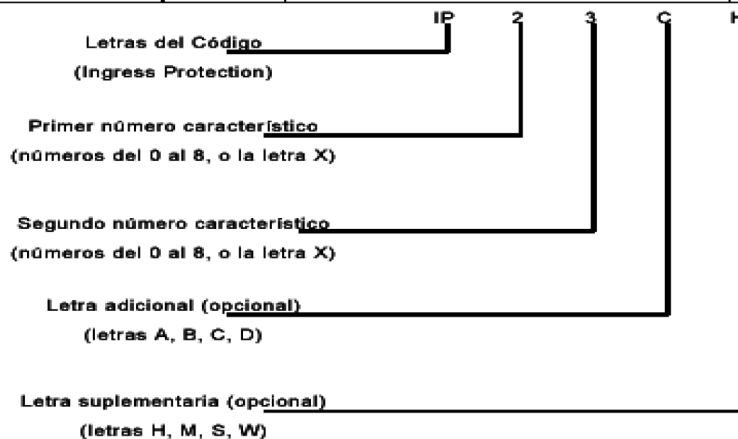 IP 2 3 C H
Letras del Código
(Ingress Protection)
Primer número característico
(números del 0 al 8, o la letra X)
Segundo número característico
(números del 0 al 8, o la letra X)
Letra adicional (opcional)
(letras A, B, C, D)
Letra suplementaria (opcional)
(letras H, M, S, W)